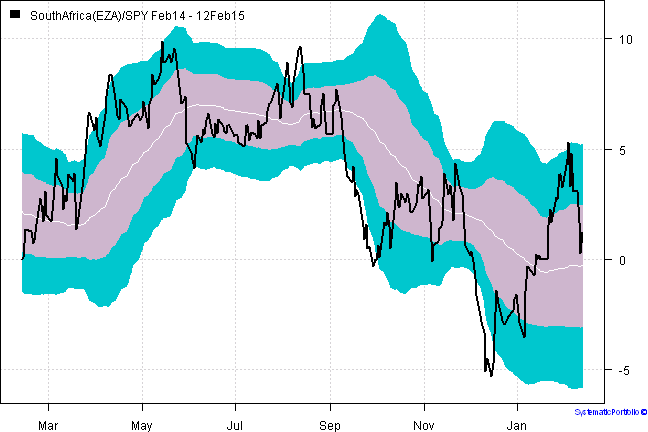 SouthAfrica(EZA)/SPY Feb14 - 12Feb15
10
5
0
-5
Mar May Jul Sep Nov Jan
SystematicPortfolio ©